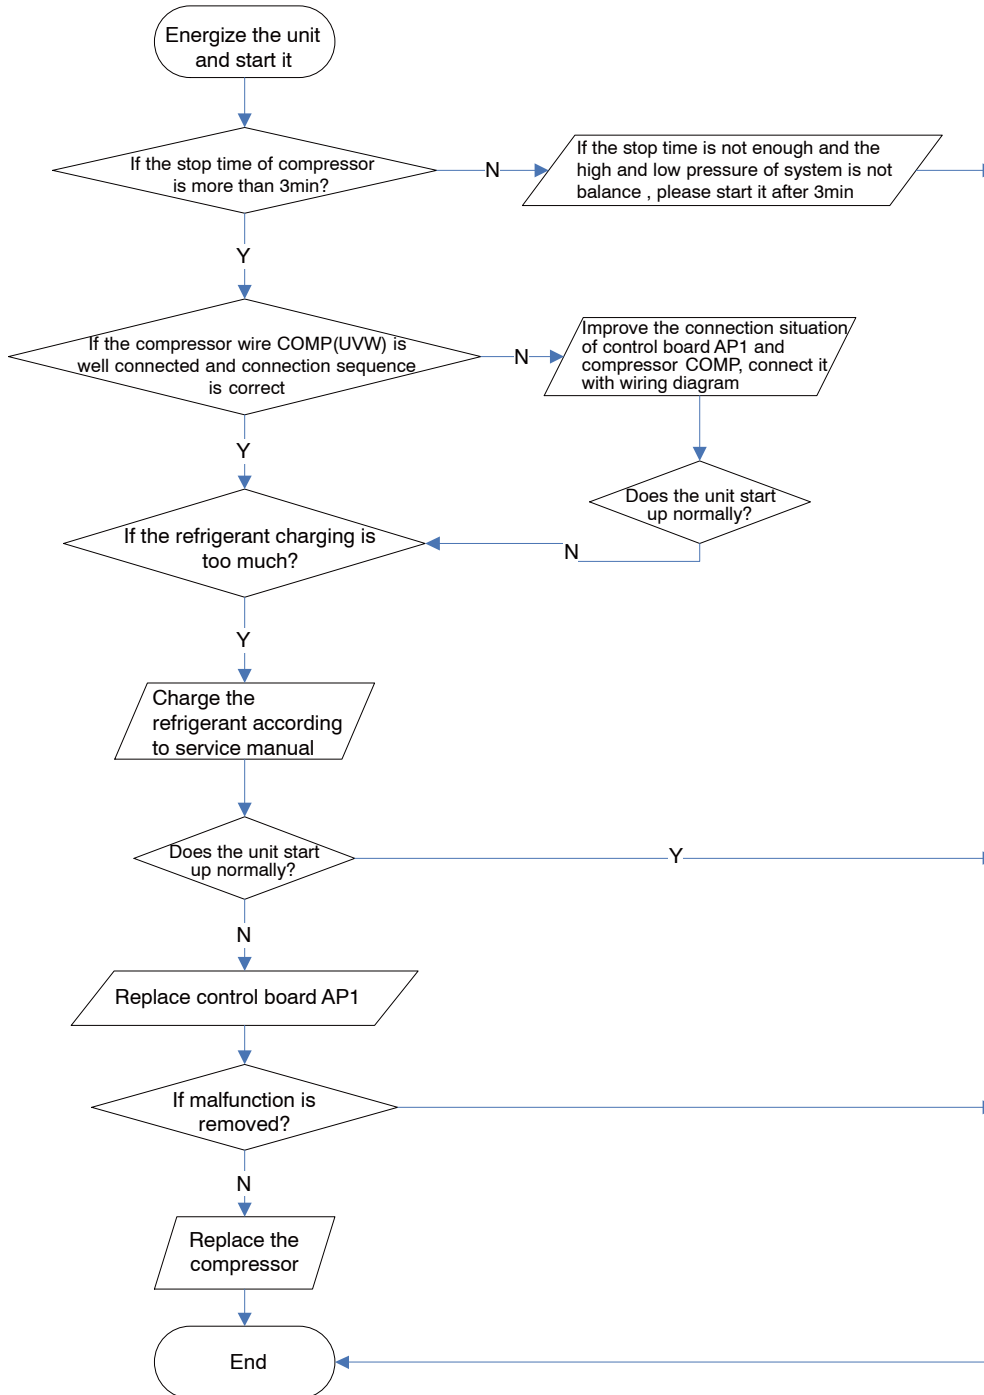 Energize the unit
and start it
If the stop time of compressor
is more than 3min?
N
If the stop time is not enough and the
high and low pressure of system is not
balance , please start it after 3min
Y
If the compressor wire COMP(UVW) is
well connected and connection sequence
is correct
N
Improve the connection situation
of control board AP1 and
compressor COMP, connect it
with wiring diagram
Y
Does the unit start
up normally?
If the refrigerant charging is
too much?
N
Y
Charge the
refrigerant according
to service manual
Does the unit start
up normally?
Y
N
Replace control board AP1
If malfunction is
removed?
N
Replace the
compressor
End